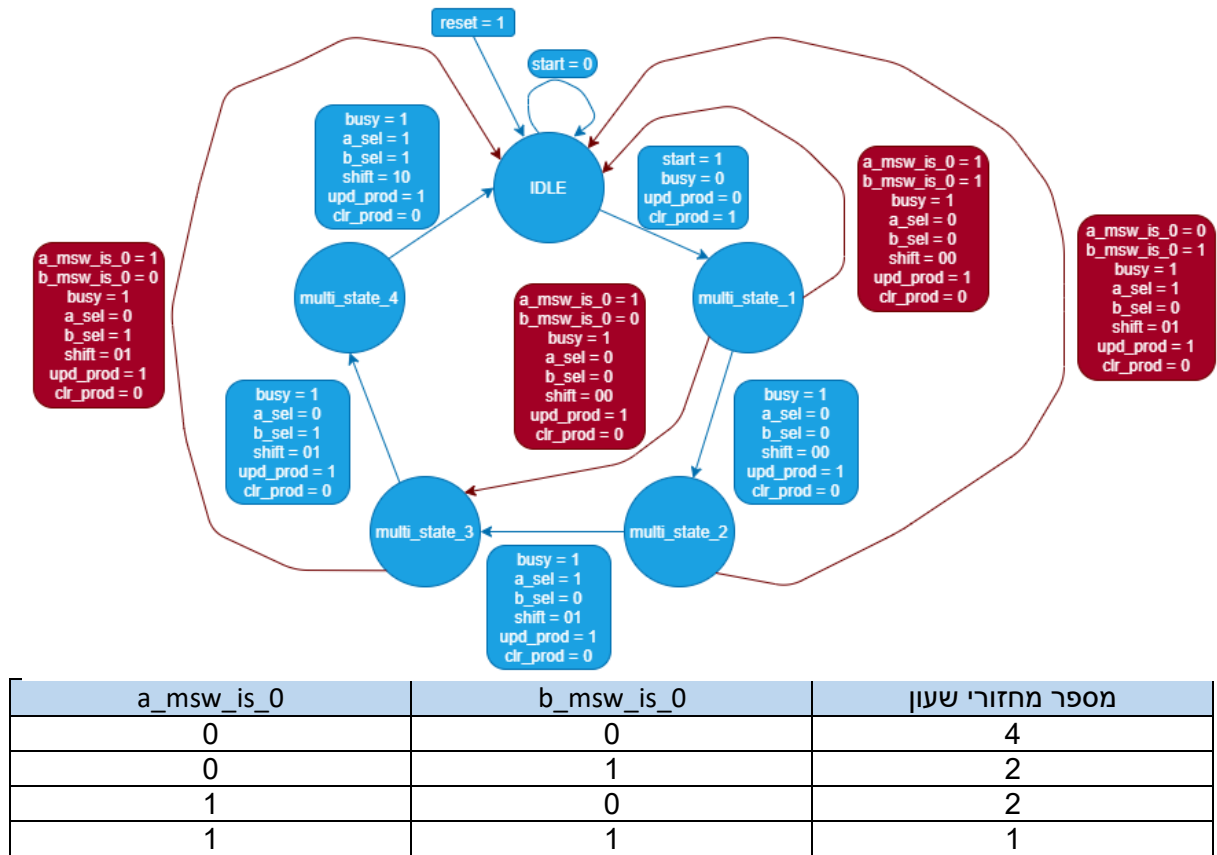 reset = 1
start = 0
busy = 1
a_sel = 1
b_sel = 1
shift = 10
upd_prod = 1
clr_prod = 0
IDLE
start = 1
busy = 0
upd_prod = 0
clr_prod = 1
a_msw_is_0 = 1
b_msw_is_0 = 1
busy = 1
a_sel = 0
b_sel = 0
shift = 00
upd_prod = 1
clr_prod = 0
a_msw_is_0 = 0
b_msw_is_0 = 1
busy = 1
a_sel = 1
b_sel = 0
shift = 01
upd_prod = 1
clr_prod = 0
a_msw_is_0 = 1
b_msw_is_0 = 0
busy = 1
a_sel = 0
b_sel = 1
shift = 01
upd_prod = 1
clr_prod = 0
multi_state_4
a_msw_is_0 = 1
b_msw_is_0 = 0
busy = 1
a_sel = 0
b_sel = 0
shift = 00
upd_prod = 1
clr_prod = 0
multi_state_1
busy = 1
a_sel = 0
b_sel = 1
shift = 01
upd_prod = 1
clr_prod = 0
busy = 1
a_sel = 0
b_sel = 0
shift = 00
upd_prod = 1
clr_prod = 0
multi_state_3
multi_state_2
busy = 1
a_sel = 1
b_sel = 0
shift = 01
upd_prod = 1
clr_prod = 0
a_msw_is_0 b_msw_is_0 מספר מחזורי שעון
0 0 4
0 1 2
1 0 2
1 1 1